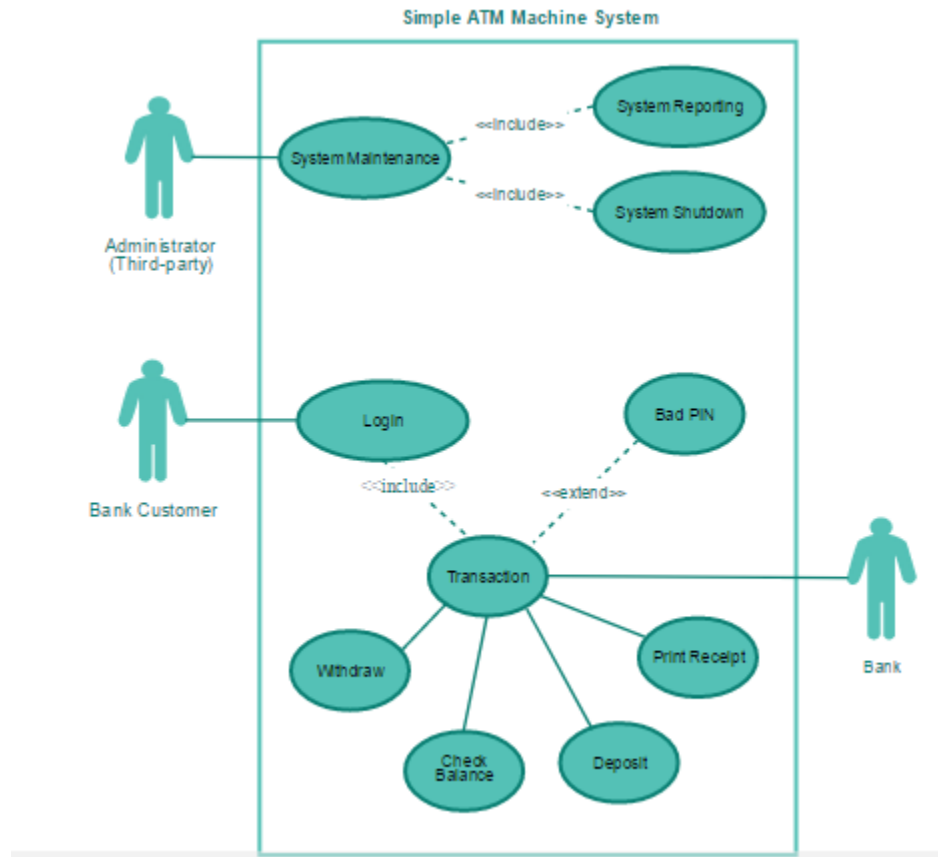 Simple ATM Machine System
System Reporting
<<Include>>
System Maintenance
<<Include>>
System Shutdown
Administrator
(Third-party)
Login
Bad PIN
<<include>>
<<extend>>
Bank Customer
Transaction
Withdraw
Print Receipt
Bank
Check
Balance
Deposit